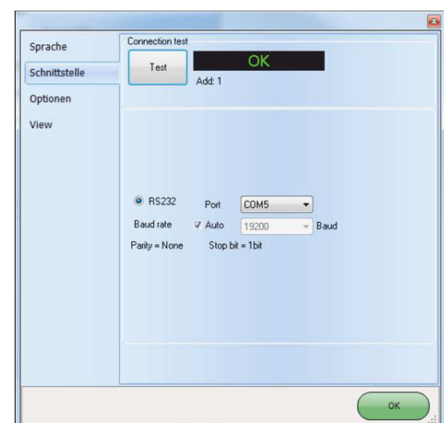 Sprache
Schnittstelle
Optionen
View
Connection test
Test
OK
Add: 1
RS232 Port COM5
Baud rate Auto 19200 Baud
Parity = None Stop bit = 1bit
OK